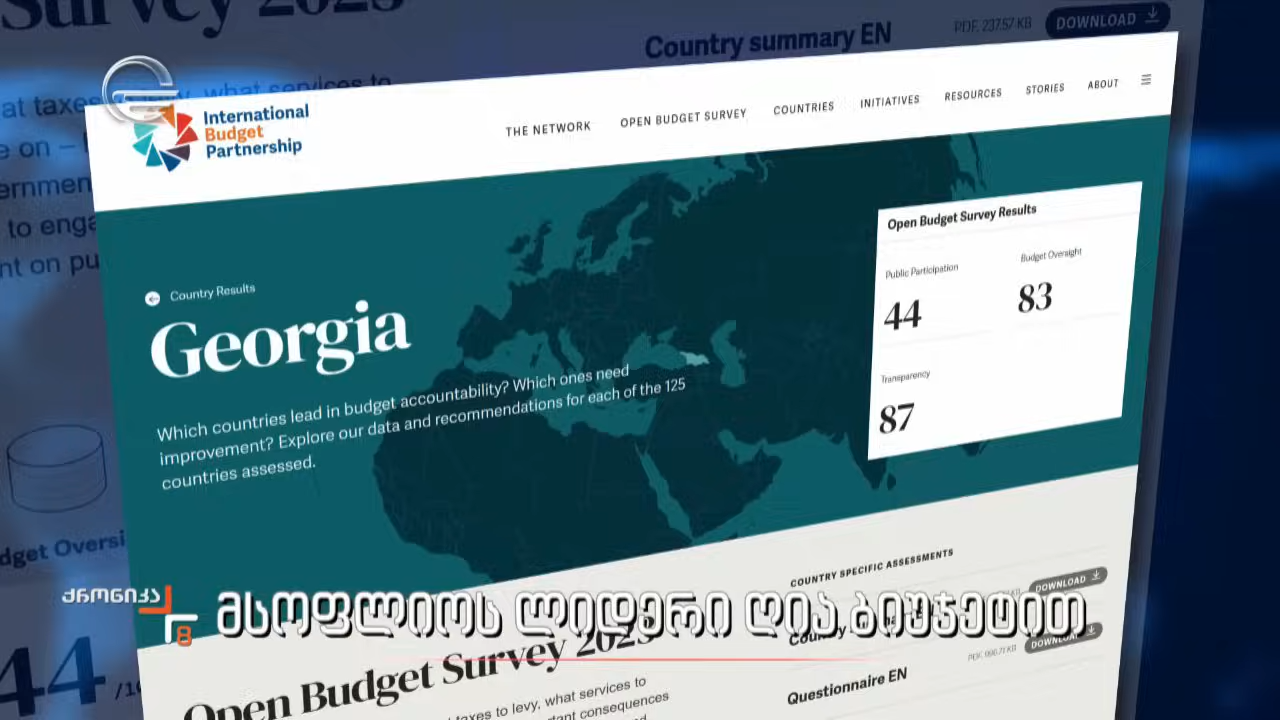 Survey 2023
Country summary EN
PDF, 237.57 KB
DOWNLOAD
International
Budget
Partnership
THE NETWORK
OPEN BUDGET SURVEY
COUNTRIES
INITIATIVES
RESOURCES
STORIES
ABOUT
Country Results
Georgia
Which countries lead in budget accountability? Which ones need
improvement? Explore our data and recommendations for each of the 125
countries assessed.
Open Budget Survey Results
Public Participation
44
Budget Oversight
83
Transparency
87
COUNTRY SPECIFIC ASSESSMENTS
DOWNLOAD
ქრონიკა
8
მსოფლიოს ლიდერი ღია ბიუჯეტით
Open Budget Survey 2023
taxes to levy, what services to
Questionnaire EN
44